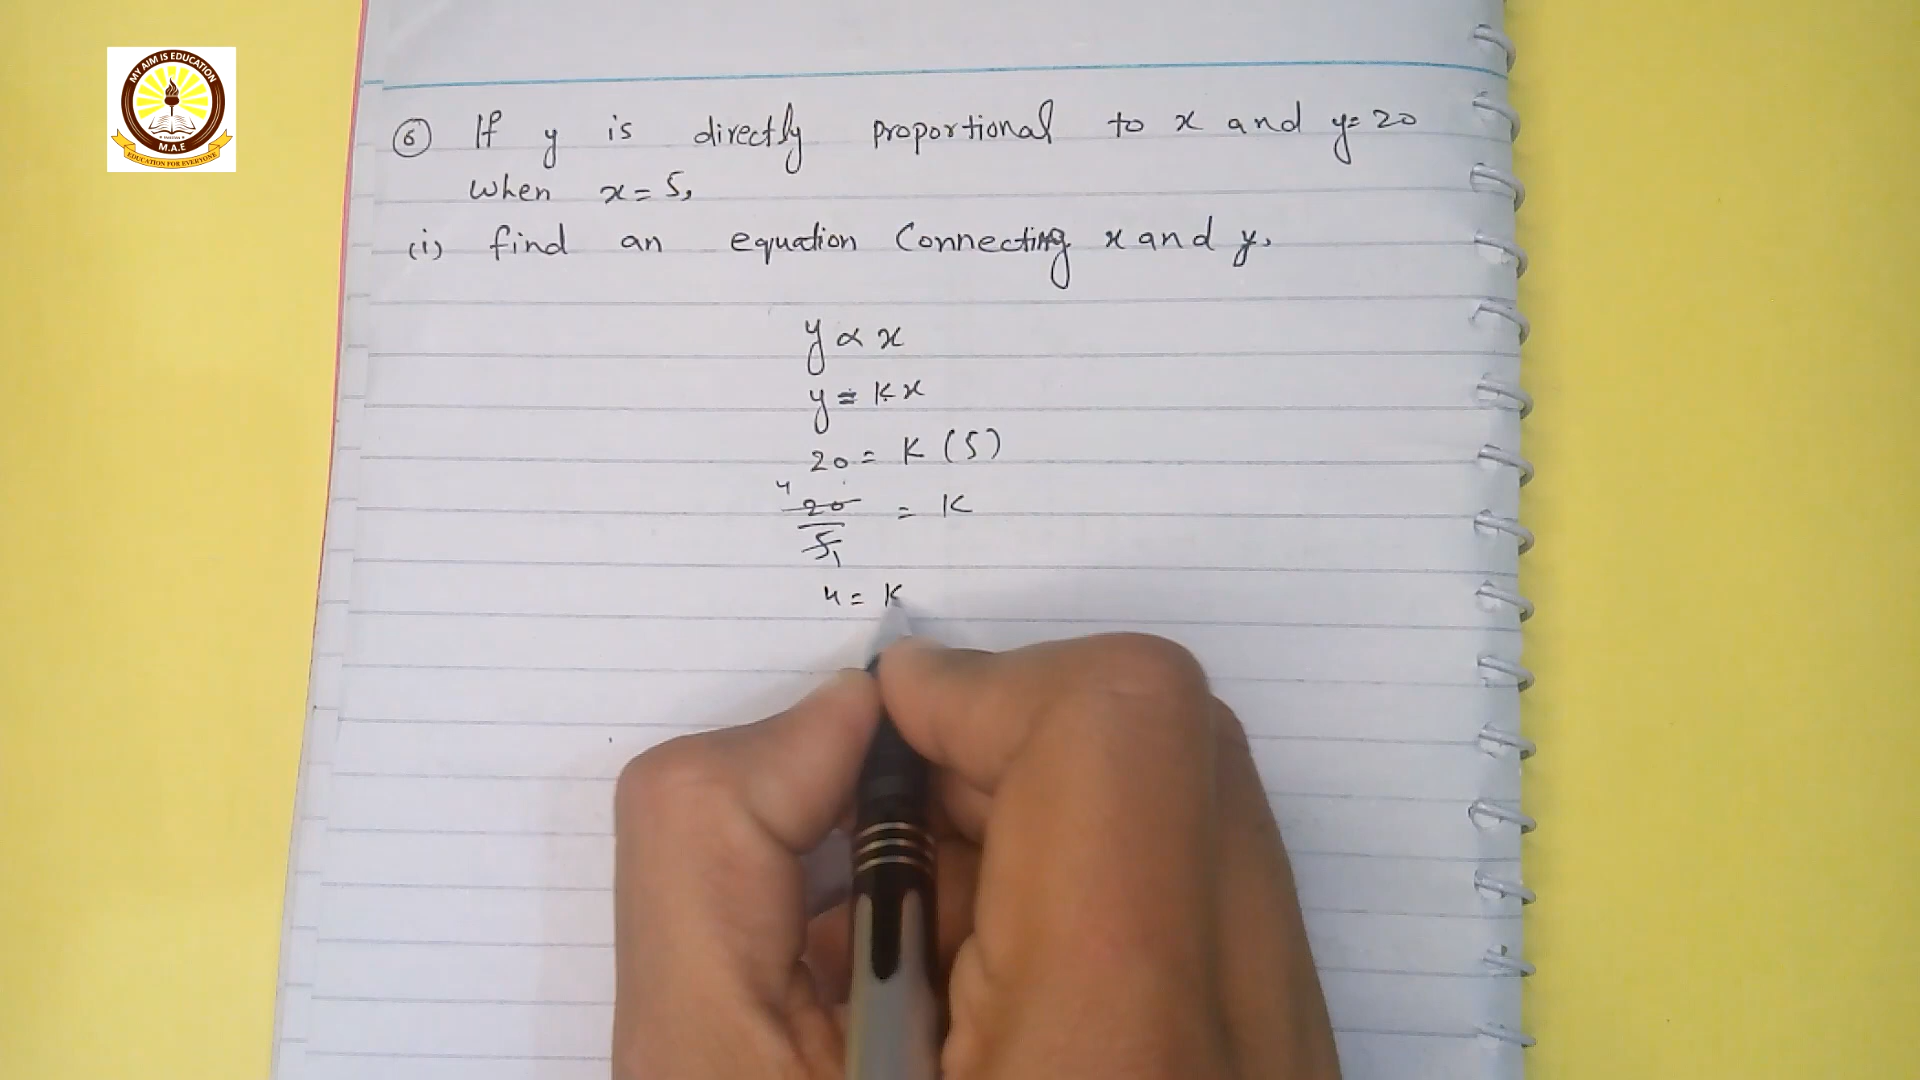 MY AIM IS EDUCATION
M.A.E
EDUCATION FOR EVERYONE
⑥ If y is directly proportional to x and y=20
when x=5,
(i) find an equation connecting x and y,
y ∝ x
y = kx
20 = K (5)
4
20 = K
5 1
4 = K